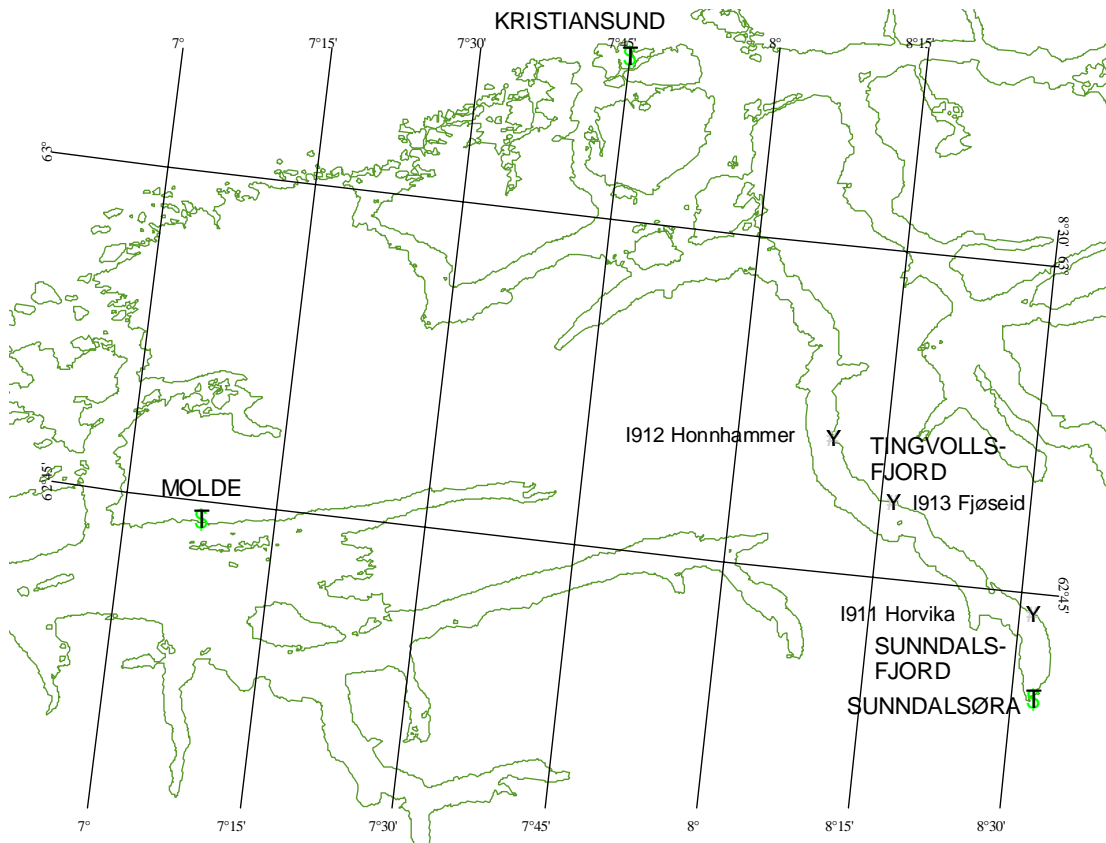 KRISTIANSUND
7°
7°15'
7°30'
7°45'
8°
8°15'
63°
8°30'
63°
I912 Honnhammer
TINGVOLLS-
FJORD
62°45'
MOLDE
I913 Fjøseid
62°45'
I911 Horvika
SUNNDALS-
FJORD
SUNNDALSØRA
7°
7°15'
7°30'
7°45'
8°
8°15'
8°30'